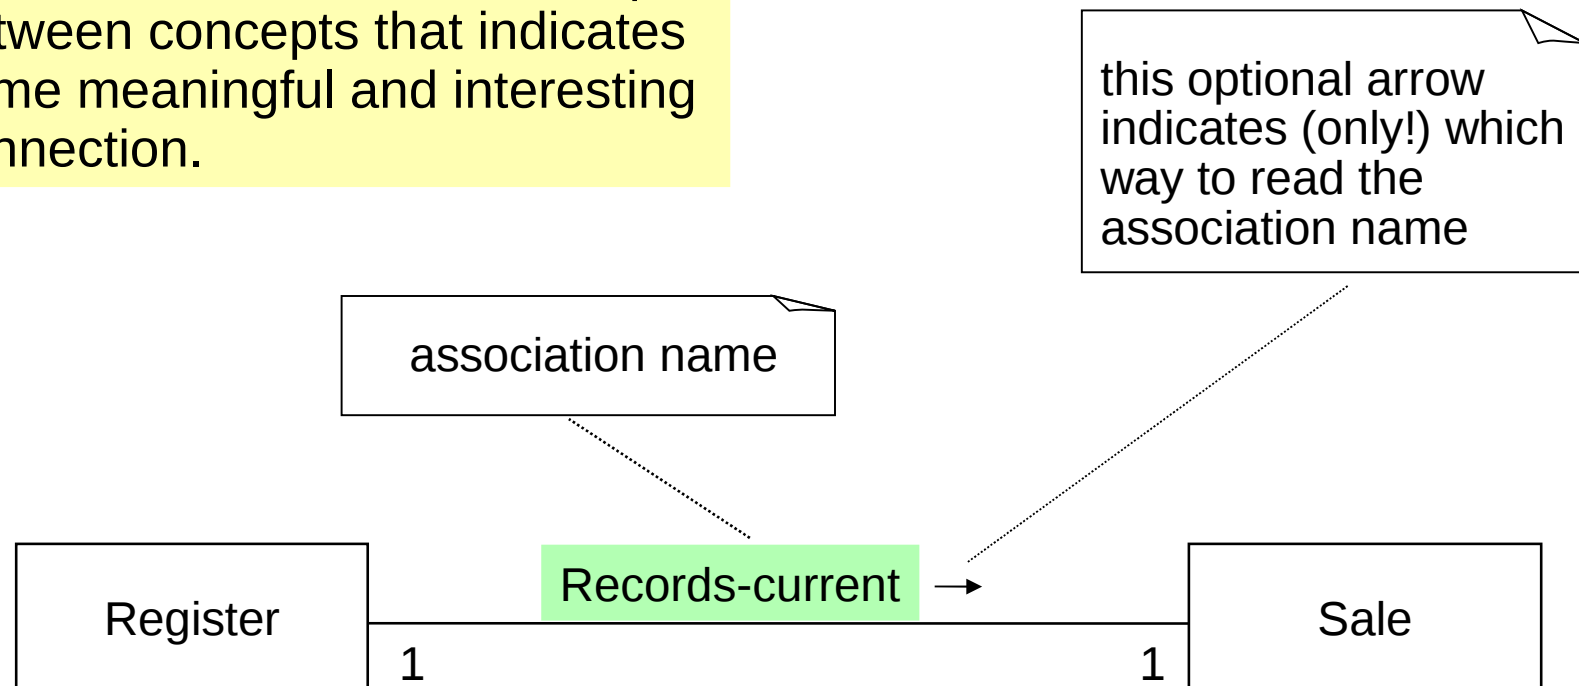 tween concepts that indicates
me meaningful and interesting
nnection.
this optional arrow
indicates (only!) which
way to read the
association name
association name
Records-current
Register
Sale
1
1